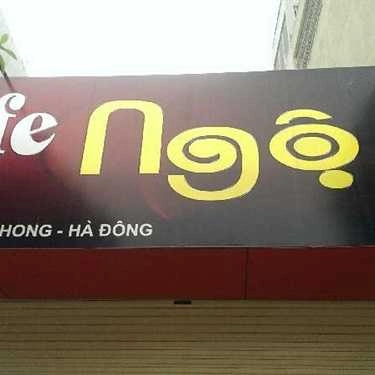 fe Ngộ
HONG - HÀ ĐÔNG